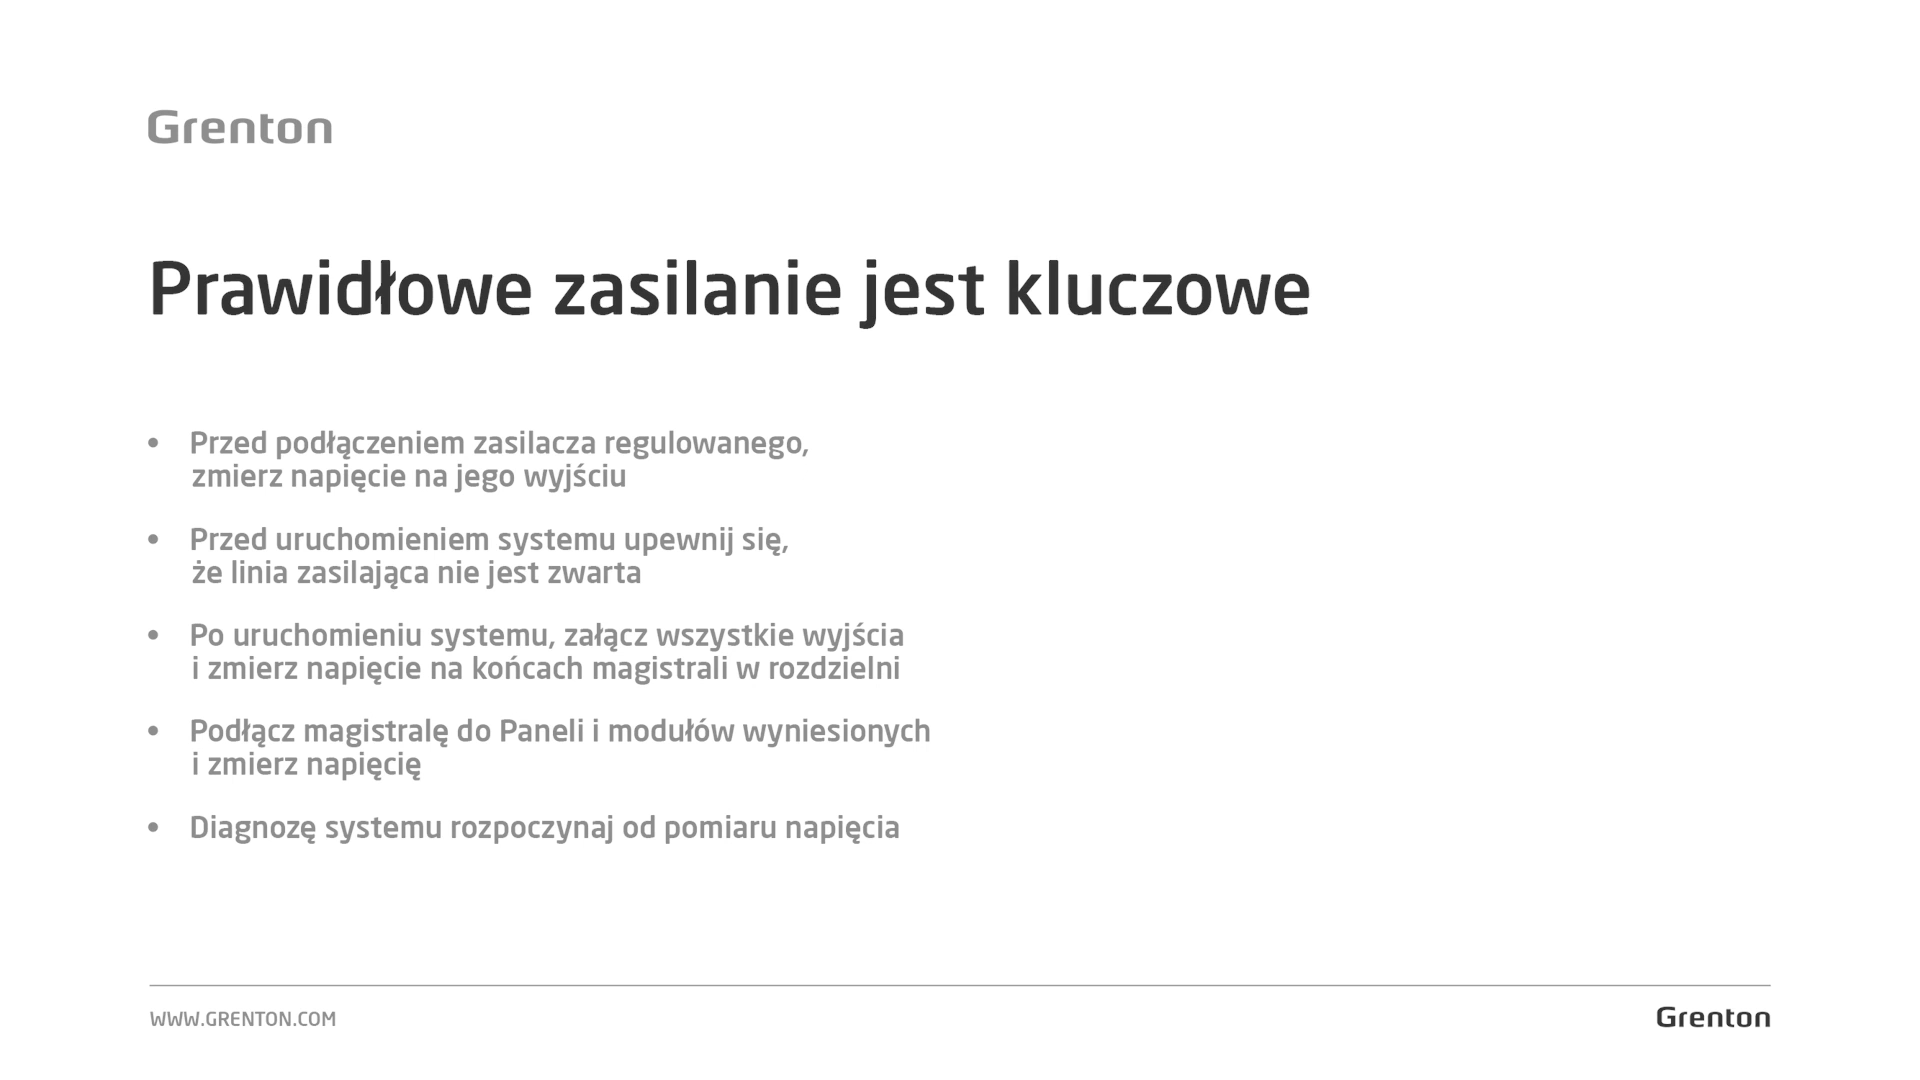 Grenton
Prawidłowe zasilanie jest kluczowe
• Przed podłączeniem zasilacza regulowanego,
zmierz napięcie na jego wyjściu
• Przed uruchomieniem systemu upewnij się,
że linia zasilająca nie jest zwarta
• Po uruchomieniu systemu, załącz wszystkie wyjścia
i zmierz napięcie na końcach magistrali w rozdzielni
• Podłącz magistralę do Paneli i modułów wyniesionych
i zmierz napięcię
• Diagnozę systemu rozpoczynaj od pomiaru napięcia
WWW.GRENTON.COM
Grenton